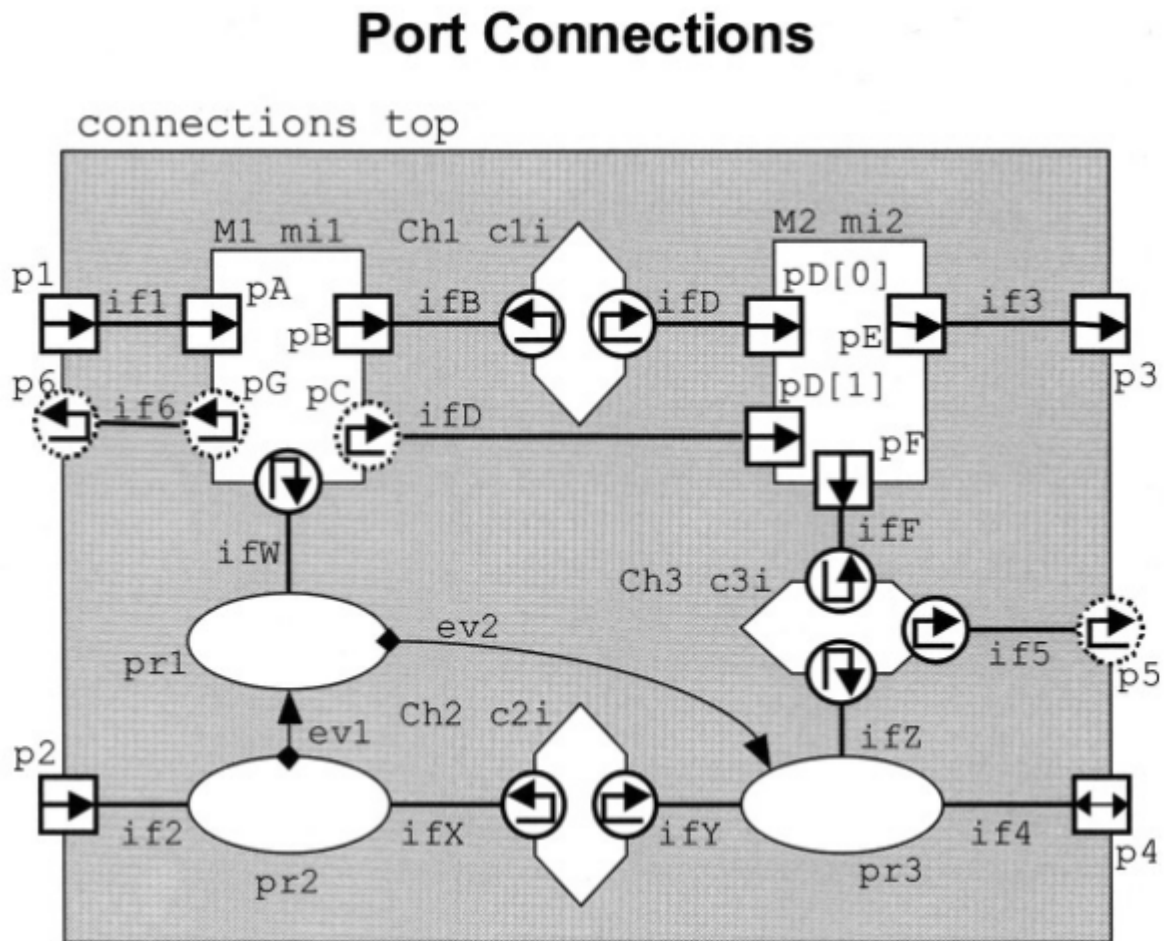 Port Connections
connections top
M1 mi1
Ch1 c1i
M2 mi2
p1
if1
pA
pB
ifB
ifD
pD[0]
pE
if3
p3
p6
if6
pG
pC
ifD
pD[1]
pF
ifW
ifF
Ch3 c3i
pr1
ev2
if5
p5
ev1
Ch2 c2i
ifZ
p2
if2
pr2
ifX
ifY
pr3
if4
p4